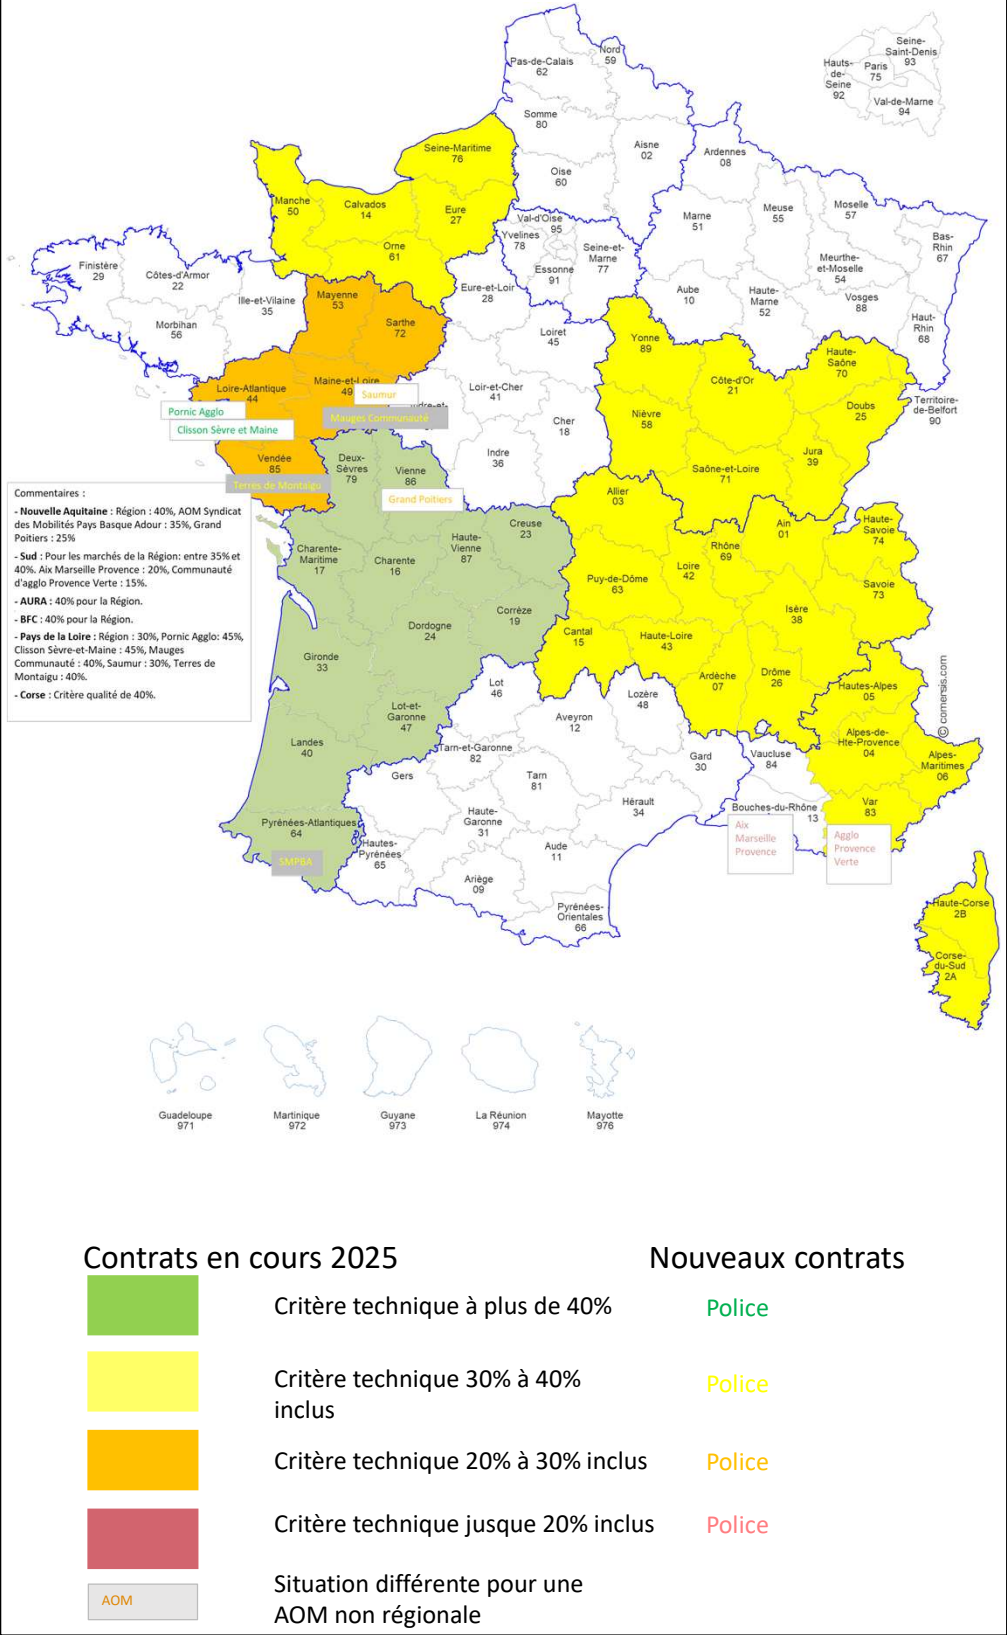 Nord
59
Pas-de-Calais
62
Seine-
Saint-Denis
93
Hauts-
de-
Seine
92
Paris
75
Val-de-Marne
94
Somme
80
Aisne
02
Ardennes
08
Seine-Maritime
76
Oise
60
Manche
50
Calvados
14
Eure
27
Val-d'Oise
95
Yvelines
78
Seine-et-
Marne
77
Essonne
91
Marne
51
Meuse
55
Moselle
57
Bas-
Rhin
67
Meurthe-
et-Moselle
54
Orne
61
Finistère
29
Côtes-d'Armor
22
Ille-et-Vilaine
35
Morbihan
56
Mayenne
53
Sarthe
72
Eure-et-Loir
28
Aube
10
Haute-
Marne
52
Vosges
88
Haut-
Rhin
68
Loiret
45
Yonne
89
Haute-
Saône
70
Loire-Atlantique
44
Maine-et-Loire
49
Saumur
Loir-et-Cher
41
Côte-d'Or
21
Doubs
25
Territoire-
de-Belfort
90
Pornic Agglo
Clisson Sèvre et Maine
Mauges Communauté
Cher
18
Nièvre
58
Indre
36
Jura
39
Saône-et-Loire
71
Vendée
85
Terres de Montaigu
Deux-
Sèvres
79
Vienne
86
Grand Poitiers
Allier
03
Commentaires :
- Nouvelle Aquitaine : Région : 40%, AOM Syndicat
des Mobilités Pays Basque Adour : 35%, Grand
Poitiers : 25%
- Sud : Pour les marchés de la Région: entre 35% et
40%. Aix Marseille Provence : 20%, Communauté
d'agglo Provence Verte : 15%.
- AURA : 40% pour la Région.
- BFC : 40% pour la Région.
- Pays de la Loire : Région : 30%, Pornic Agglo: 45%,
Clisson Sèvre-et-Maine : 45%, Mauges
Communauté : 40%, Saumur : 30%, Terres de
Montaigu : 40%.
- Corse : Critère qualité de 40%.
Charente-
Maritime
17
Charente
16
Haute-
Vienne
87
Creuse
23
Corrèze
19
Dordogne
24
Gironde
33
Lot-et-
Garonne
47
Landes
40
Pyrénées-Atlantiques
64
SMPBA
Puy-de-Dôme
63
Loire
42
Rhône
69
Ain
01
Haute-
Savoie
74
Savoie
73
Isère
38
Cantal
15
Haute-Loire
43
Ardèche
07
Drôme
26
Hautes-Alpes
05
© comersis.com
Lot
46
Lozère
48
Aveyron
12
Tarn-et-Garonne
82
Gers
Tarn
81
Gard
30
Vaucluse
84
Alpes-de-
Hte-Provence
04
Alpes-
Maritimes
06
Hautes-
Pyrénées
65
Haute-
Garonne
31
Hérault
34
Bouches-du-Rhône
13
Var
83
Aix
Marseille
Provence
Agglo
Provence
Verte
Aude
11
Ariège
09
Pyrénées-
Orientales
66
Haute-Corse
2B
Corse-
du-Sud
2A
Guadeloupe
971
Martinique
972
Guyane
973
La Réunion
974
Mayotte
976
Contrats en cours 2025
Nouveaux contrats
Critère technique à plus de 40%
Police
Critère technique 30% à 40%
inclus
Police
Critère technique 20% à 30% inclus
Police
Critère technique jusque 20% inclus
Police
AOM
Situation différente pour une
AOM non régionale